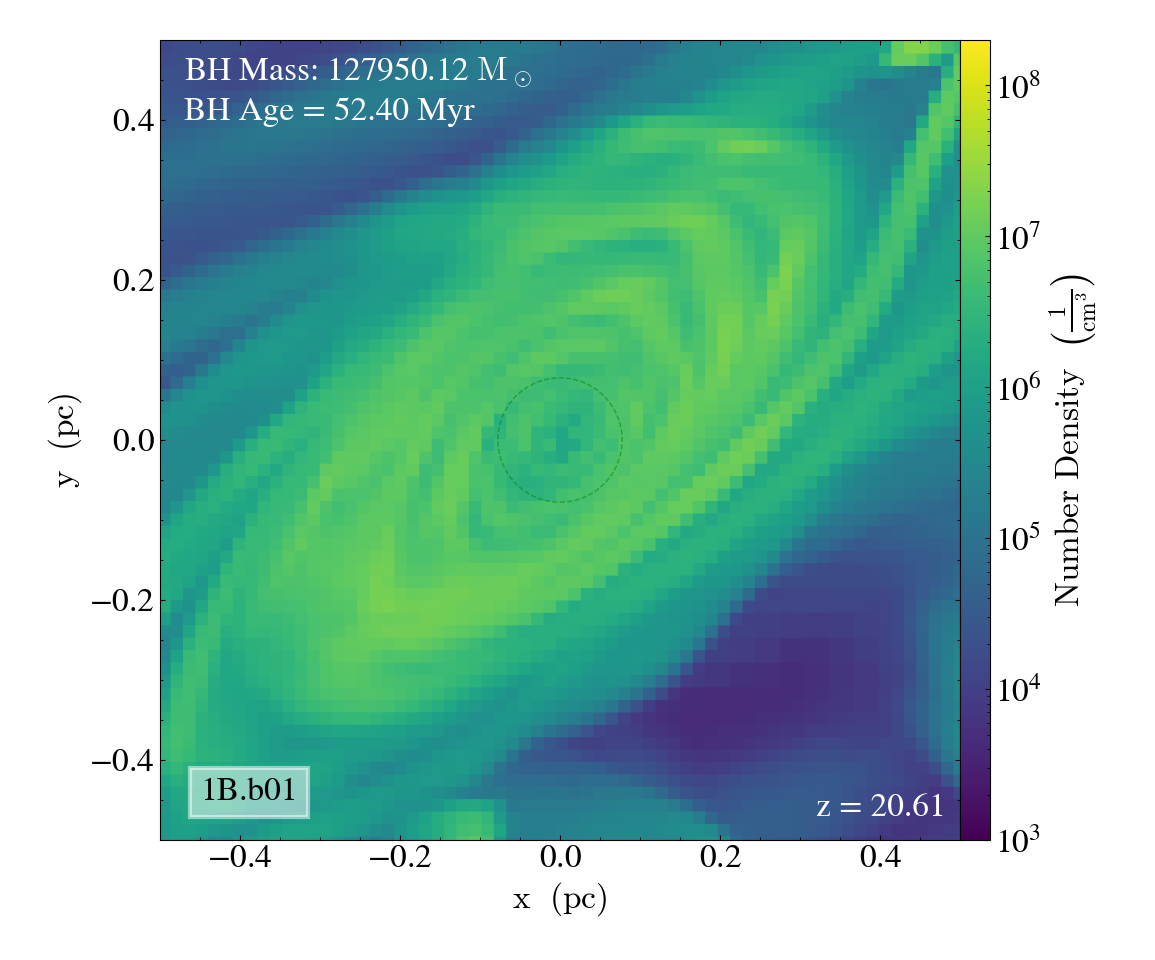 BH Mass: 127950.12 M⊙
BH Age = 52.40 Myr
0.4
0.2
0.0
−0.2
−0.4
y (pc)
1B.b01
z = 20.61
−0.4
−0.2
0.0
0.2
0.4
x (pc)
10⁸
10⁷
10⁶
10⁵
10⁴
10³
Number Density (1/cm³)